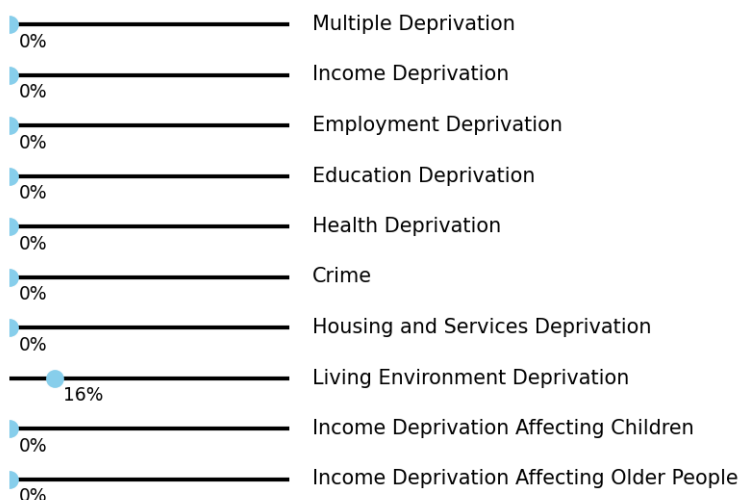 Multiple Deprivation
0%
Income Deprivation
0%
Employment Deprivation
0%
Education Deprivation
0%
Health Deprivation
0%
Crime
0%
Housing and Services Deprivation
0%
Living Environment Deprivation
16%
Income Deprivation Affecting Children
0%
Income Deprivation Affecting Older People
0%